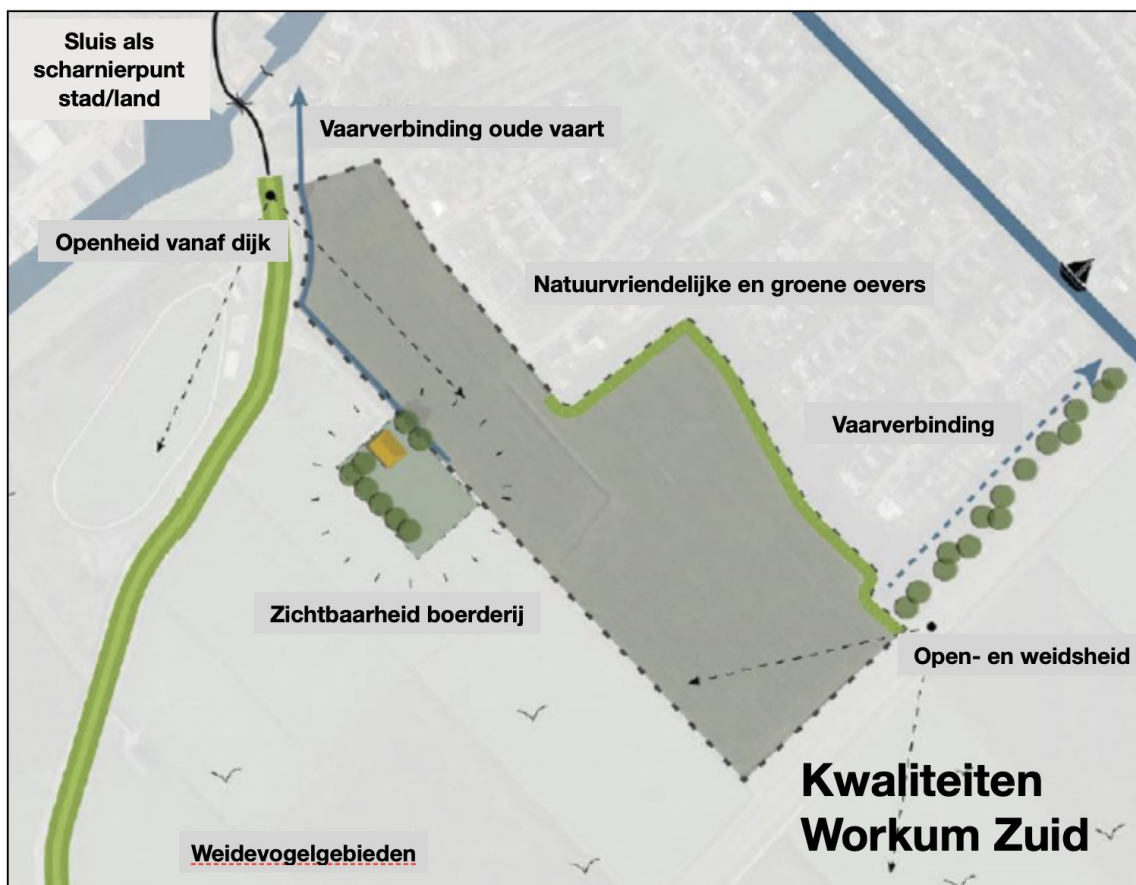 Sluis als
scharnierpunt
stad/land
Vaarverbinding oude vaart
Openheid vanaf dijk
Natuurvriendelijke en groene oevers
Vaarverbinding
Zichtbaarheid boerderij
Open- en weidsheid
Kwaliteiten
Workum Zuid
Weidevogelgebieden